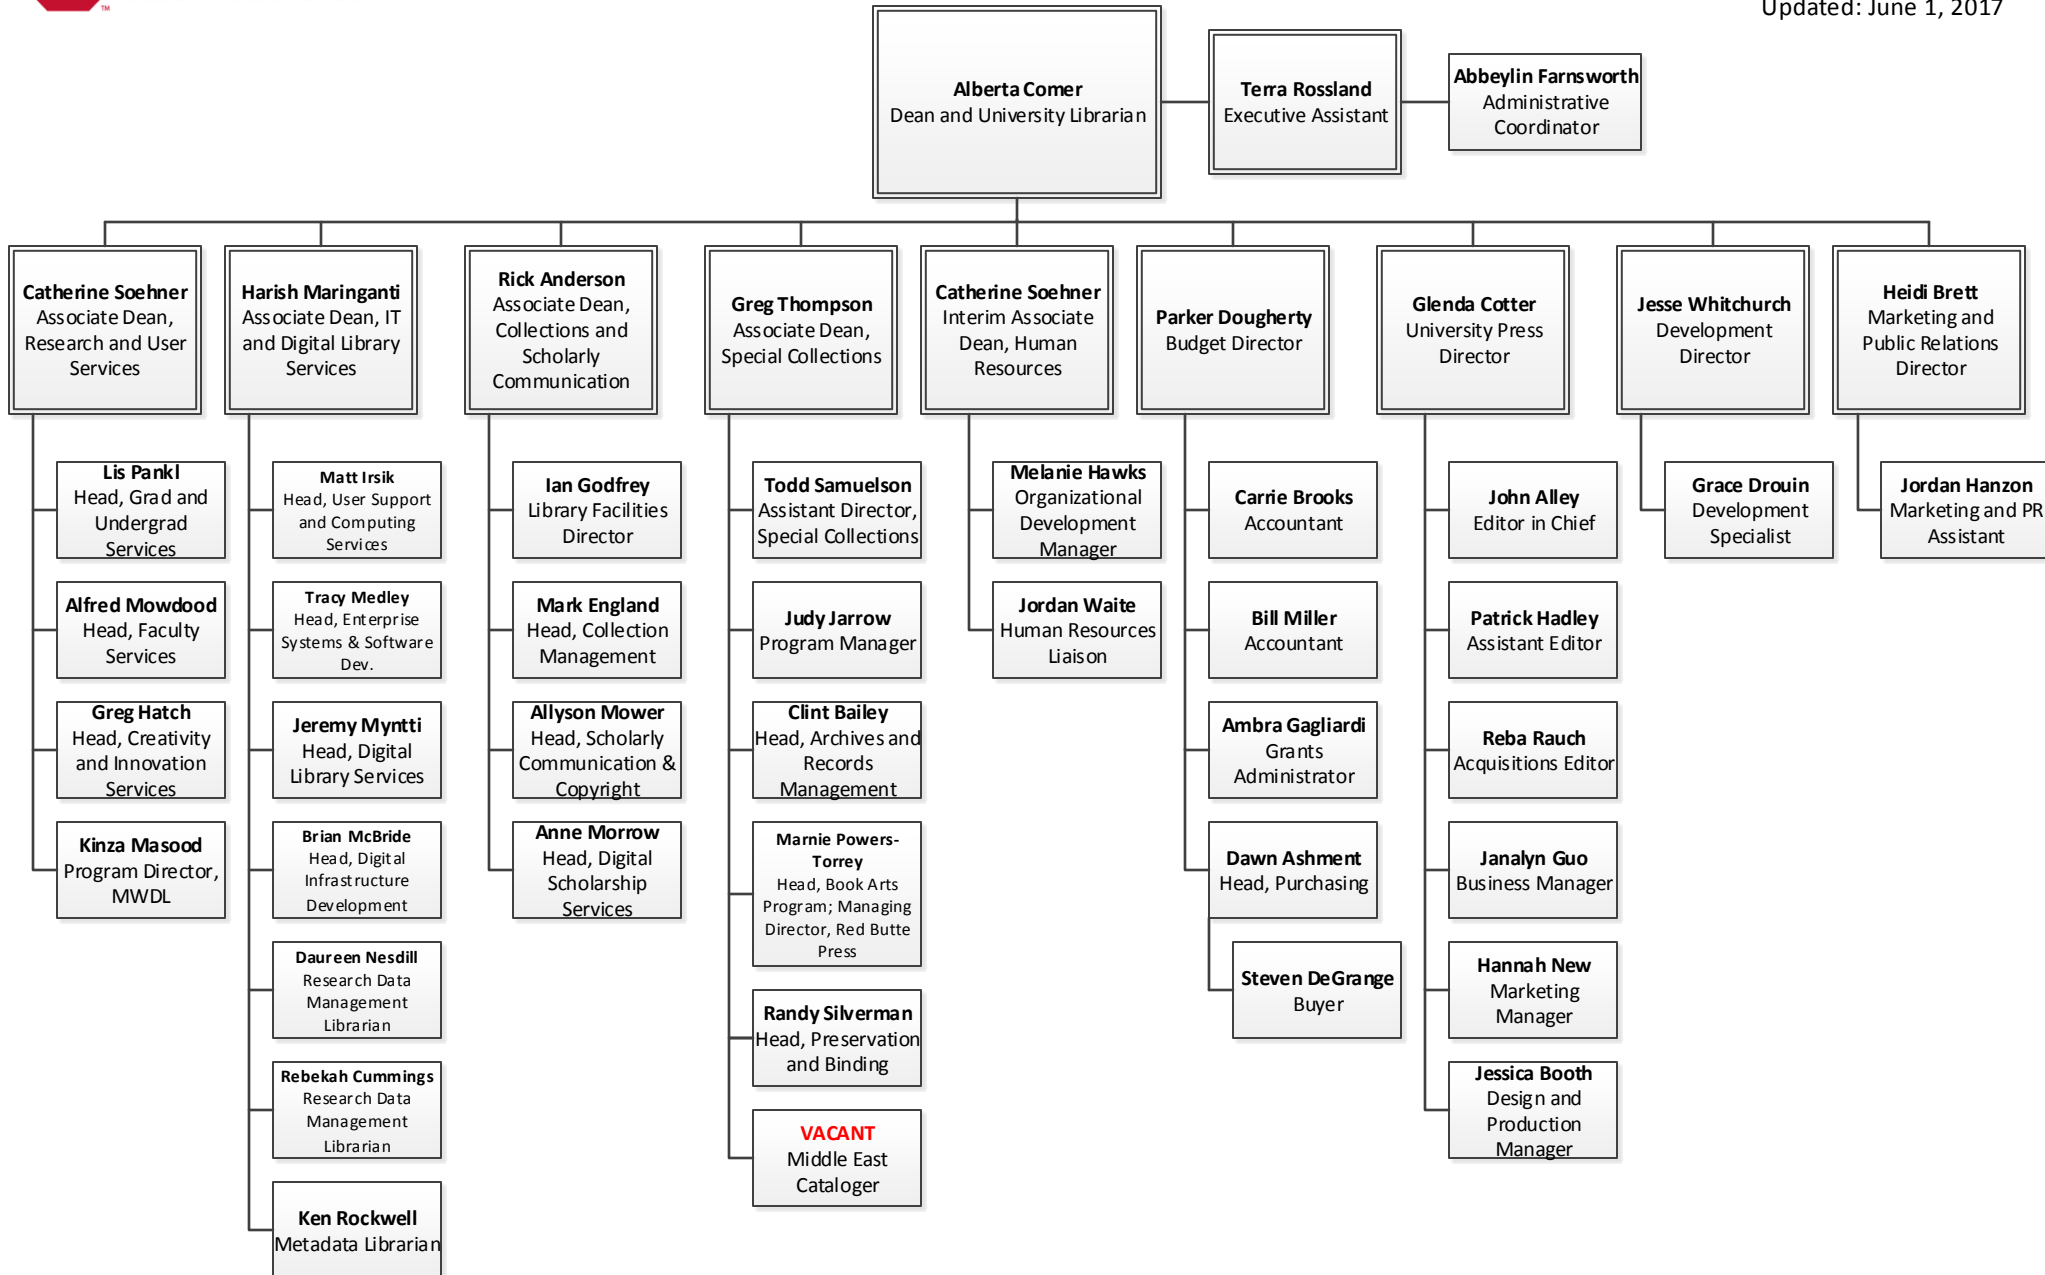 Updated: June 1, 2017
Alberta Comer
Dean and University Librarian
Terra Rossland
Executive Assistant
Abbeylin Farnsworth
Administrative
Coordinator
Catherine Soehner
Associate Dean,
Research and User
Services
Harish Maringanti
Associate Dean, IT
and Digital Library
Services
Rick Anderson
Associate Dean,
Collections and
Scholarly
Communication
Greg Thompson
Associate Dean,
Special Collections
Catherine Soehner
Interim Associate
Dean, Human
Resources
Parker Dougherty
Budget Director
Glenda Cotter
University Press
Director
Jesse Whitchurch
Development
Director
Heidi Brett
Marketing and
Public Relations
Director
Lis Pankl
Head, Grad and
Undergrad
Services
Alfred Mowdood
Head, Faculty
Services
Greg Hatch
Head, Creativity
and Innovation
Services
Kinza Masood
Program Director,
MWDL
Matt Irsik
Head, User Support
and Computing
Services
Tracy Medley
Head, Enterprise
Systems & Software
Dev.
Jeremy Myntti
Head, Digital
Library Services
Brian McBride
Head, Digital
Infrastructure
Development
Daureen Nesdill
Research Data
Management
Librarian
Rebekah Cummings
Research Data
Management
Librarian
Ken Rockwell
Metadata Librarian
Ian Godfrey
Library Facilities
Director
Mark England
Head, Collection
Management
Allyson Mower
Head, Scholarly
Communication &
Copyright
Anne Morrow
Head, Digital
Scholarship
Services
Todd Samuelson
Assistant Director,
Special Collections
Judy Jarrow
Program Manager
Clint Bailey
Head, Archives and
Records
Management
Marnie Powers-
Torrey
Head, Book Arts
Program; Managing
Director, Red Butte
Press
Randy Silverman
Head, Preservation
and Binding
VACANT
Middle East
Cataloger
Melanie Hawks
Organizational
Development
Manager
Jordan Waite
Human Resources
Liaison
Carrie Brooks
Accountant
Bill Miller
Accountant
Ambra Gagliardi
Grants
Administrator
Dawn Ashment
Head, Purchasing
Steven DeGrange
Buyer
John Alley
Editor in Chief
Patrick Hadley
Assistant Editor
Reba Rauch
Acquisitions Editor
Janalyn Guo
Business Manager
Hannah New
Marketing
Manager
Jessica Booth
Design and
Production
Manager
Grace Drouin
Development
Specialist
Jordan Hanzon
Marketing and PR
Assistant